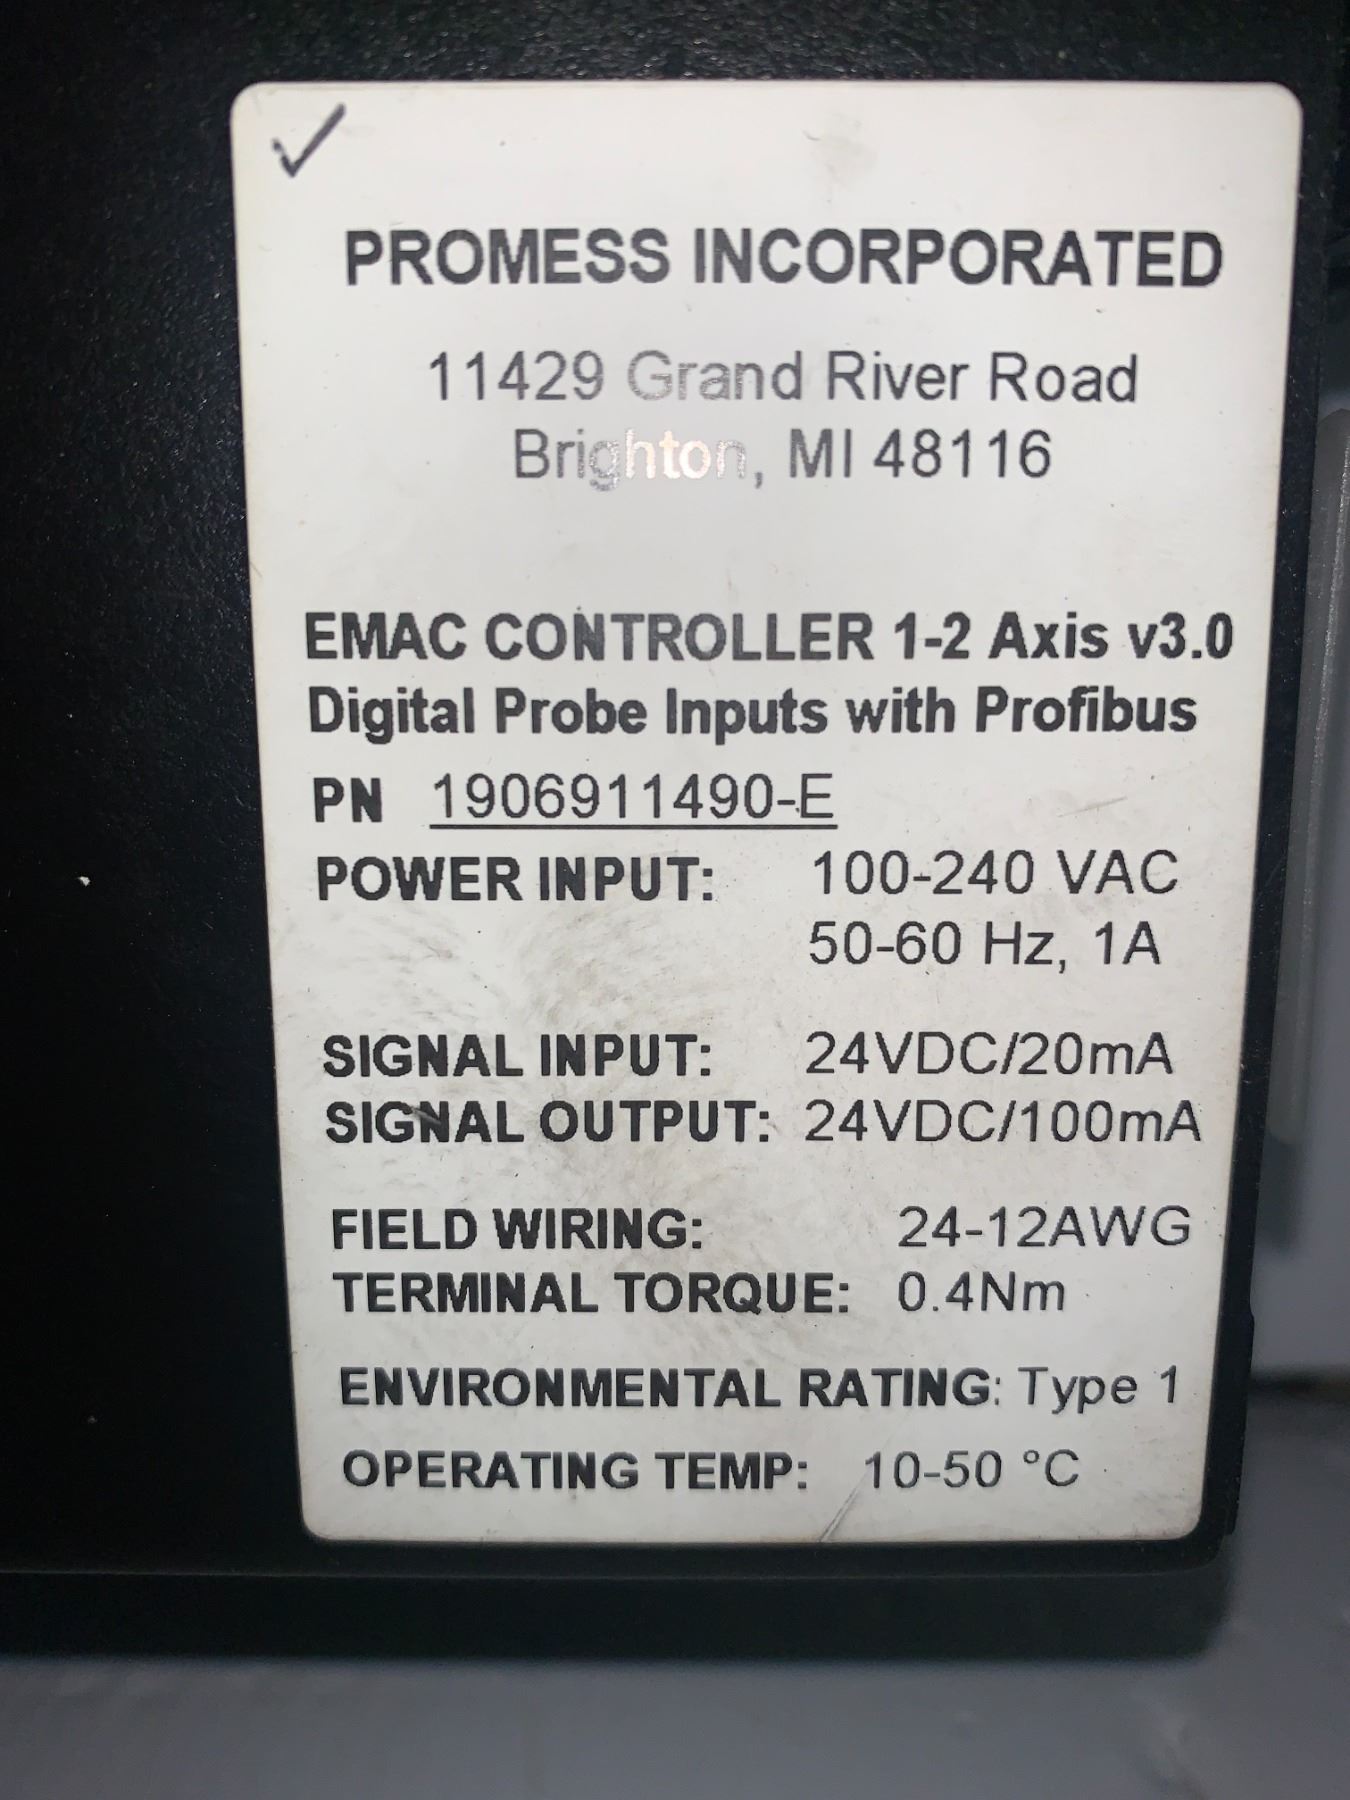 PROMESS INCORPORATED
11429 Grand River Road
Brighton, MI 48116
EMAC CONTROLLER 1-2 Axis v3.0
Digital Probe Inputs with Profibus
PN 1906911490-E
POWER INPUT: 100-240 VAC
50-60 Hz, 1A
SIGNAL INPUT: 24VDC/20mA
SIGNAL OUTPUT: 24VDC/100mA
FIELD WIRING: 24-12AWG
TERMINAL TORQUE: 0.4Nm
ENVIRONMENTAL RATING: Type 1
OPERATING TEMP: 10-50 °C